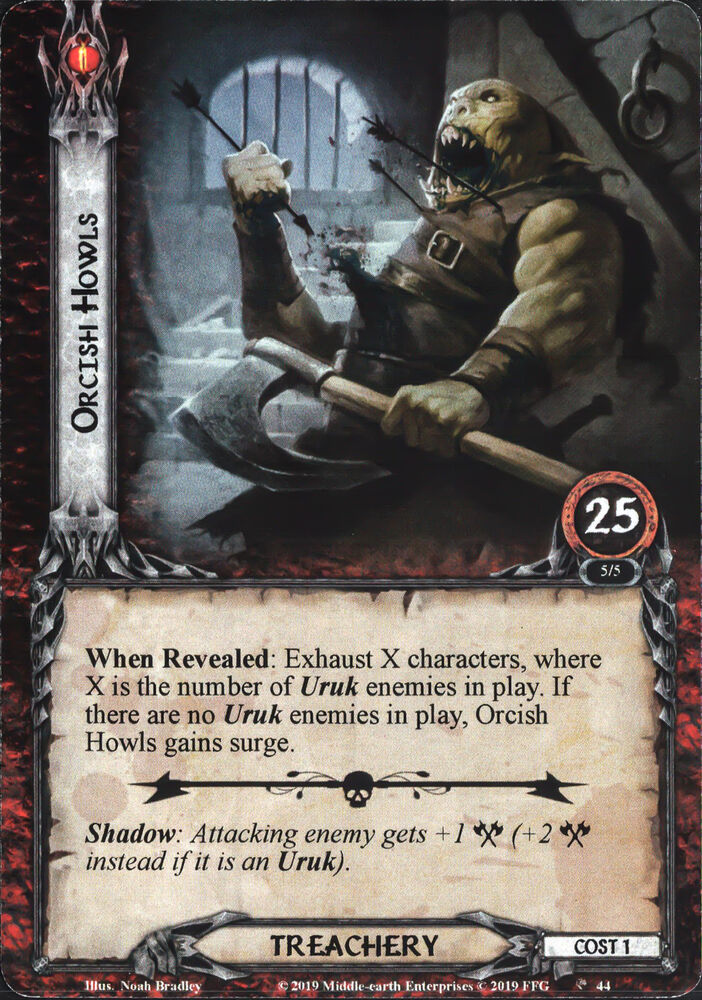 Orcish Howls
25
5/5
When Revealed: Exhaust X characters, where
X is the number of Uruk enemies in play. If
there are no Uruk enemies in play, Orcish
Howls gains surge.
Shadow: Attacking enemy gets +1 (+2
instead if it is an Uruk).
TREACHERY
COST 1
Illus. Noah Bradley © 2019 Middle-earth Enterprises © 2019 FFG 44